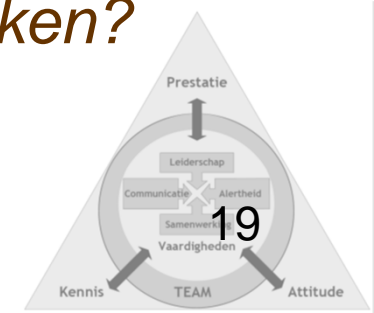 ken?
Prestatie
Leiderschap
Communicatie Alertheid
19
Samenwerking
Vaardigheden
Kennis TEAM Attitude